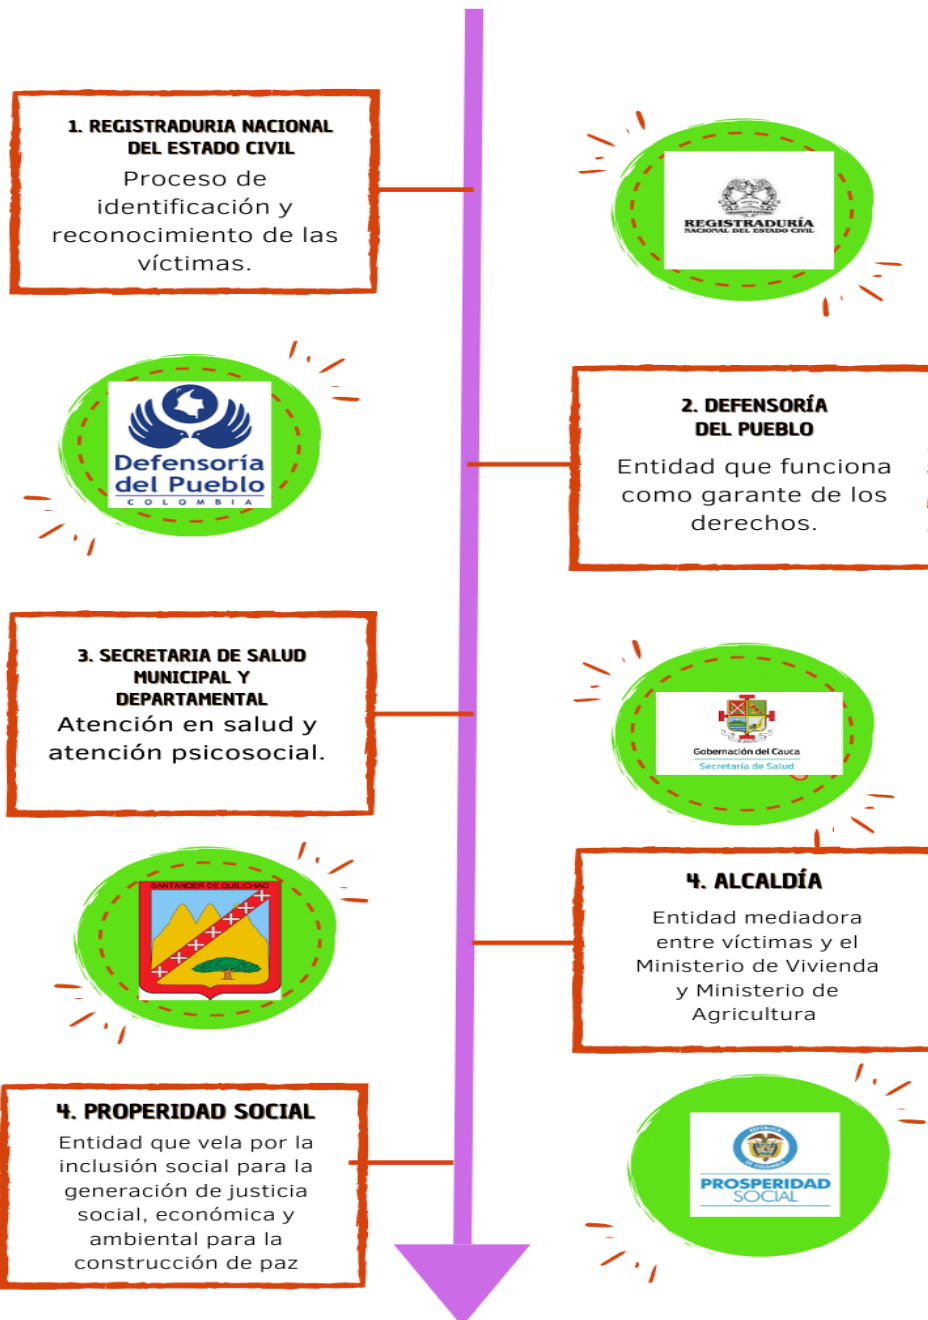 1. REGISTRADURIA NACIONAL
DEL ESTADO CIVIL
Proceso de
identificación y
reconocimiento de las
víctimas.
REGISTRADURÍA
NACIONAL DEL ESTADO CIVIL
Defensoría
del Pueblo
COLOMBIA
2. DEFENSORÍA
DEL PUEBLO
Entidad que funciona
como garante de los
derechos.
3. SECRETARIA DE SALUD
MUNICIPAL Y
DEPARTAMENTAL
Atención en salud y
atención psicosocial.
Gobernación del Cauca
Secretaría de Salud
SANTANDER DE QUILICHAO
4. ALCALDÍA
Entidad mediadora
entre víctimas y el
Ministerio de Vivienda
y Ministerio de
Agricultura
4. PROPERIDAD SOCIAL
Entidad que vela por la
inclusión social para la
generación de justicia
social, económica y
ambiental para la
construcción de paz
REPÚBLICA
DE COLOMBIA
PROSPERIDAD
SOCIAL